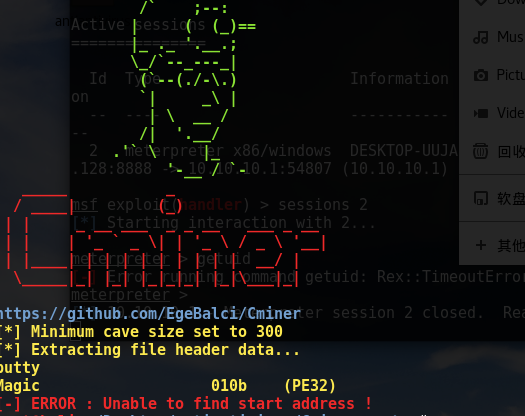 Active sessions
===============
Id Type Information
on
-- ---- -----------
--
2 meterpreter x86/windows DESKTOP-UUJA
.128:8888 -> 10.10.10.1:54807 (10.10.10.1)
msf exploit(handler) > sessions 2
[*] Starting interaction with 2...
Cminer
meterpreter > getuid
Error running command getuid: Rex::TimeoutError
meterpreter >
session 2 closed. Rea
https://github.com/EgeBalci/Cminer
[*] Minimum cave size set to 300
[*] Extracting file header data...
putty
Magic 010b (PE32)
[-] ERROR : Unable to find start address !
Mus
Pictu
Vide
回收
软盘
其他